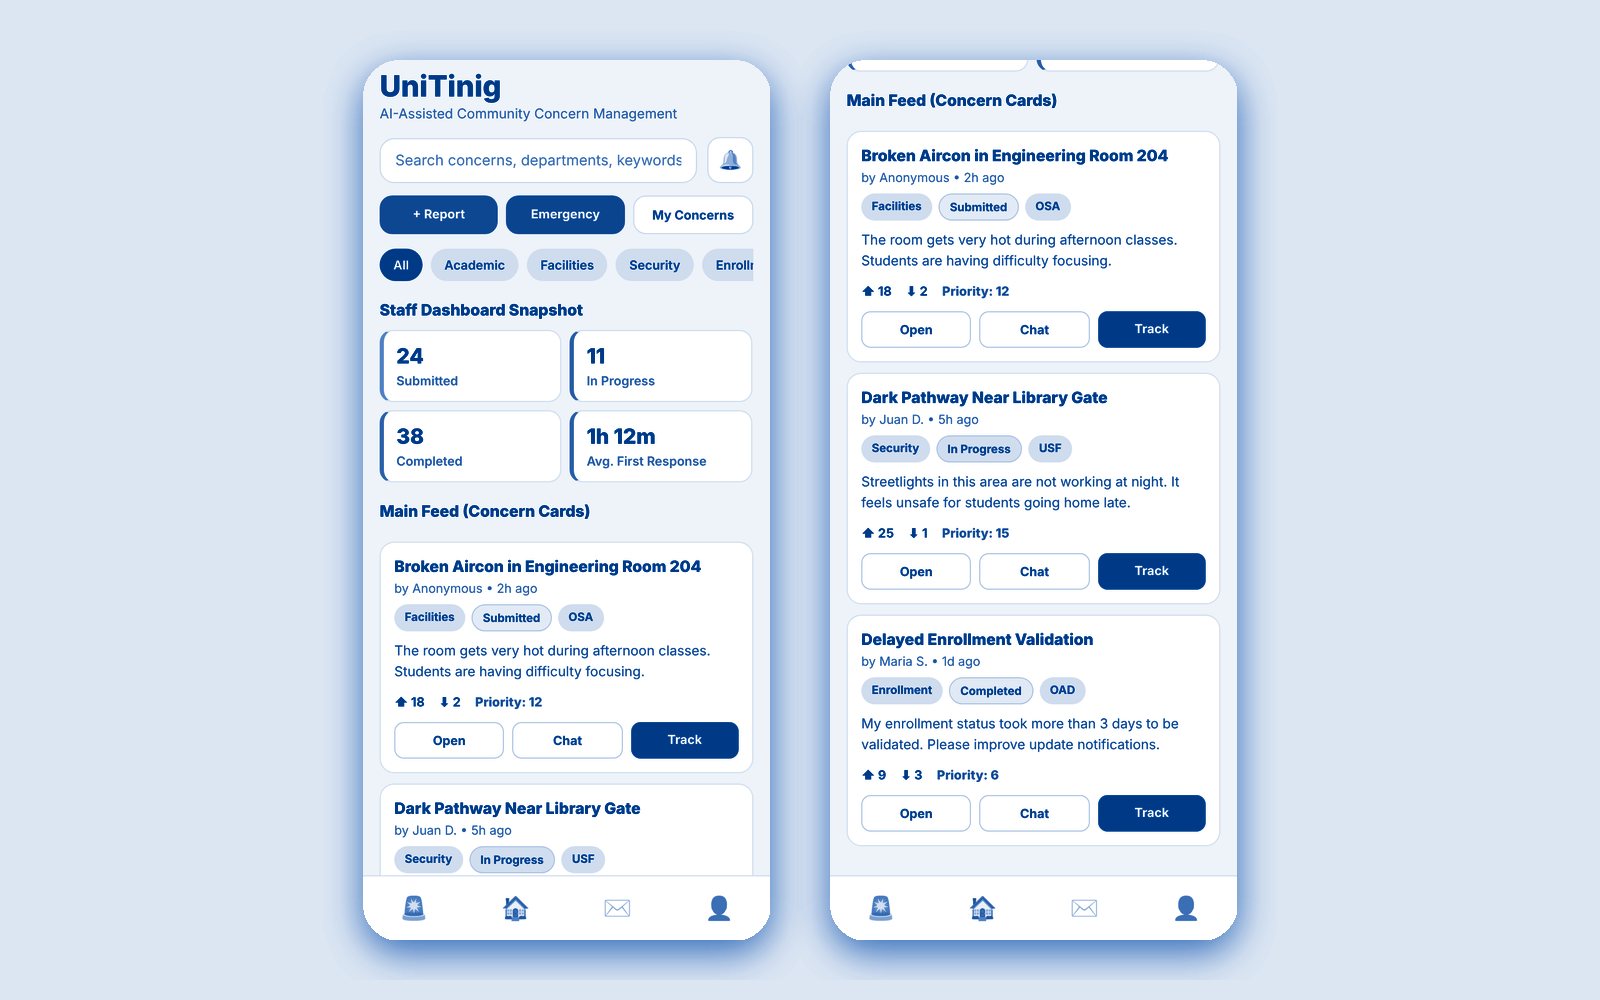 UniTinig
AI-Assisted Community Concern Management
Search concerns, departments, keywords
+ Report
Emergency
My Concerns
All
Academic
Facilities
Security
Staff Dashboard Snapshot
24
Submitted
11
In Progress
38
Completed
1h 12m
Avg. First Response
Main Feed (Concern Cards)
Broken Aircon in Engineering Room 204
by Anonymous • 2h ago
Facilities
Submitted
OSA
The room gets very hot during afternoon classes.
Students are having difficulty focusing.
18
2
Priority: 12
Open
Chat
Track
Dark Pathway Near Library Gate
by Juan D. • 5h ago
Security
In Progress
USF
Main Feed (Concern Cards)
Broken Aircon in Engineering Room 204
by Anonymous • 2h ago
Facilities
Submitted
OSA
The room gets very hot during afternoon classes.
Students are having difficulty focusing.
18
2
Priority: 12
Open
Chat
Track
Dark Pathway Near Library Gate
by Juan D. • 5h ago
Security
In Progress
USF
Streetlights in this area are not working at night. It
feels unsafe for students going home late.
25
1
Priority: 15
Open
Chat
Track
Delayed Enrollment Validation
by Maria S. • 1d ago
Enrollment
Completed
OAD
My enrollment status took more than 3 days to be
validated. Please improve update notifications.
9
3
Priority: 6
Open
Chat
Track